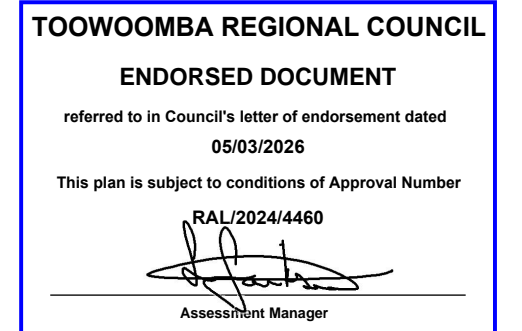 TOOWOOMBA REGIONAL COUNCIL
ENDORSED DOCUMENT
referred to in Council's letter of endorsement dated
05/03/2026
This plan is subject to conditions of Approval Number
RAL/2024/4460
Assessment Manager